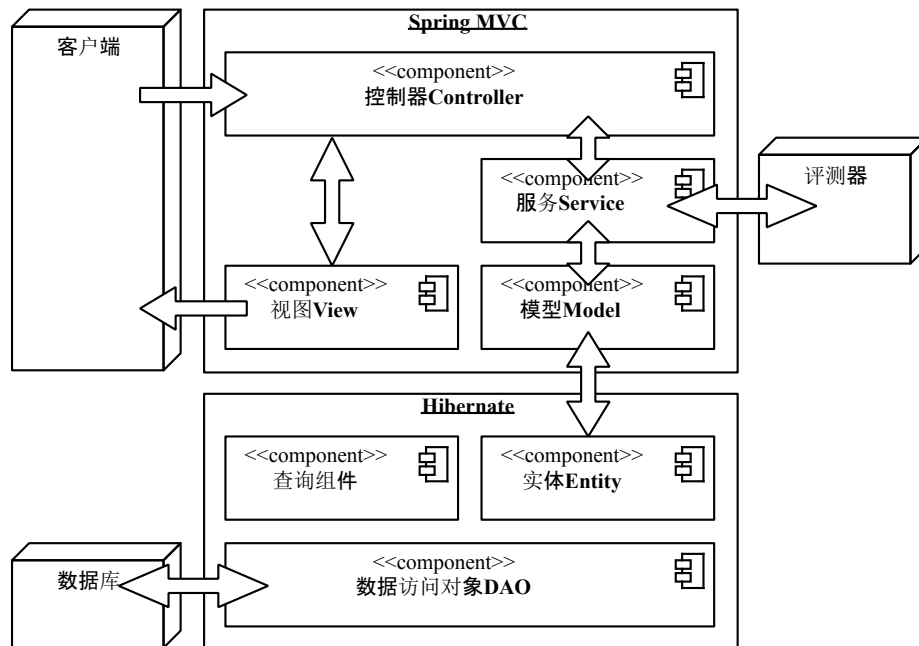 客户端
Spring MVC
<<component>>
控制器Controller
<<component>>
服务Service
评测器
<<component>>
视图View
<<component>>
模型Model
Hibernate
<<component>>
查询组件
<<component>>
实体Entity
数据库
<<component>>
数据访问对象DAO